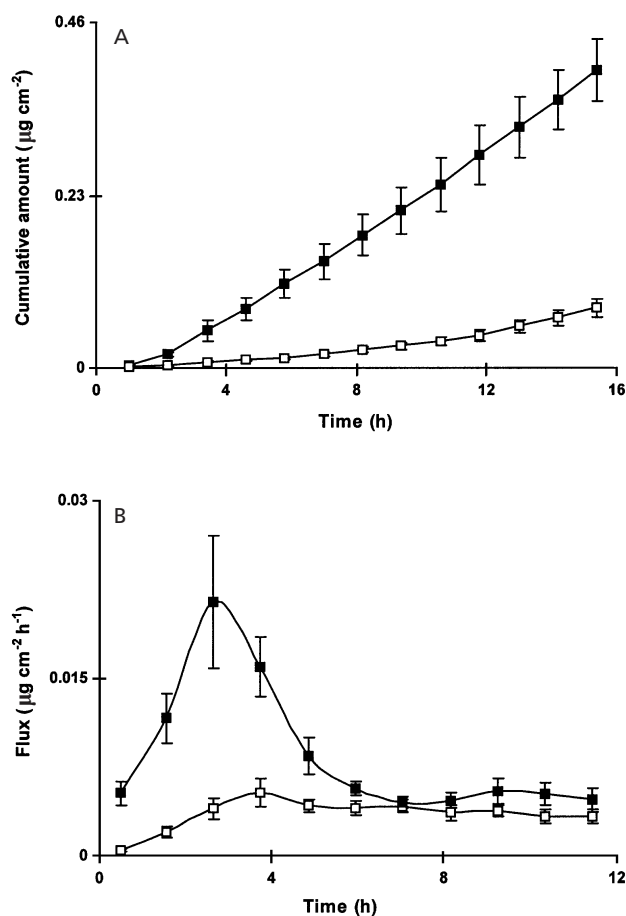 A
Cumulative amount (μg cm-2)
0.46
0.23
0
0 4 8 12 16
Time (h)
B
Flux (μg cm-2 h-1)
0.03
0.015
0
0 4 8 12
Time (h)